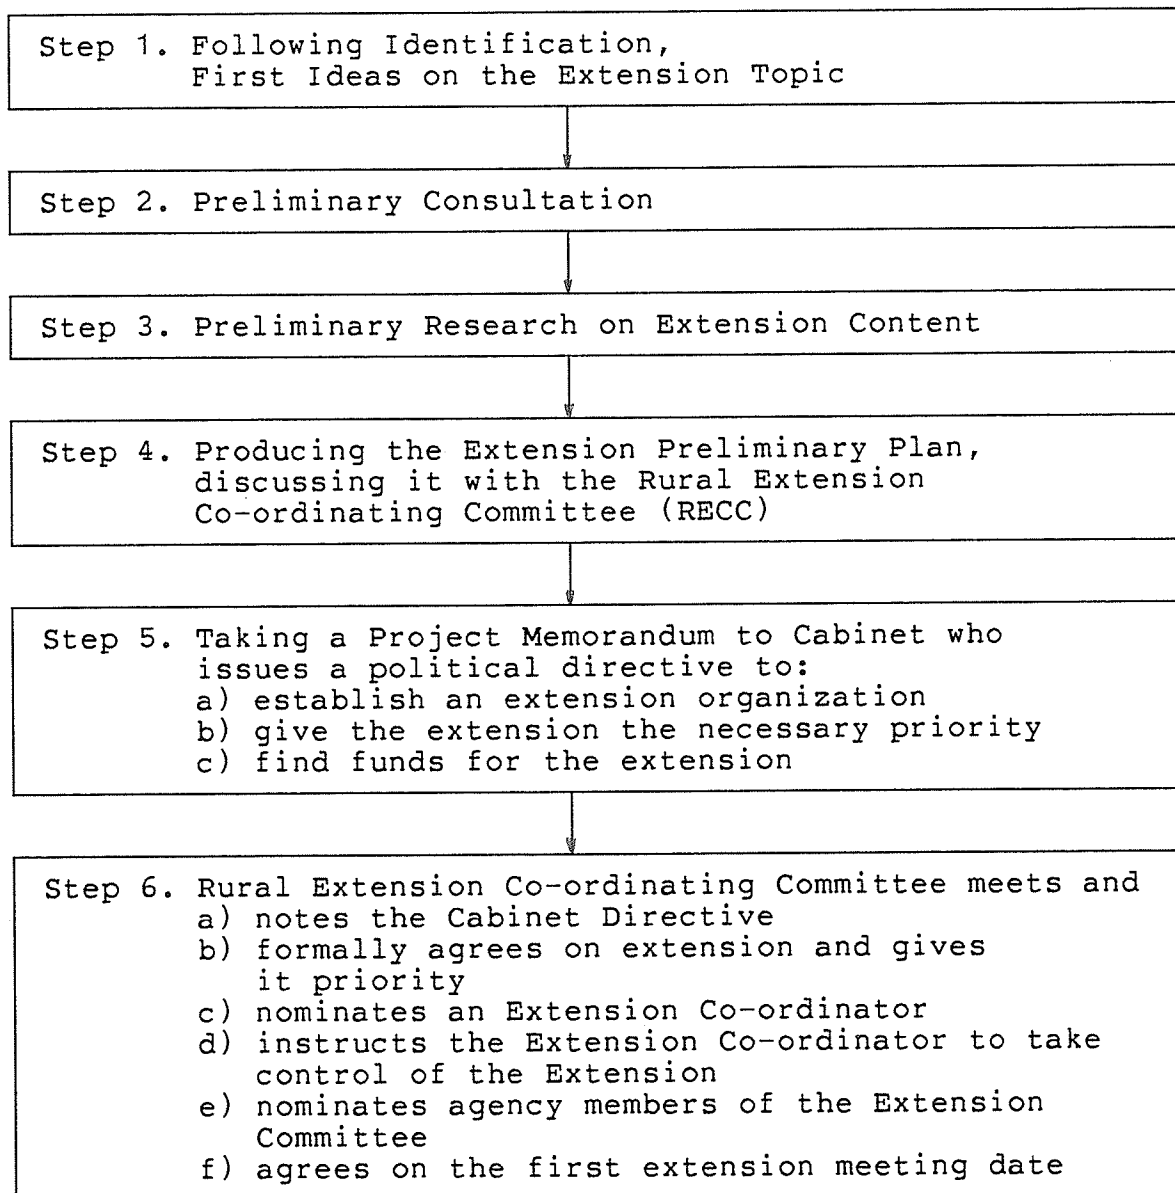 Step 1. Following Identification,
First Ideas on the Extension Topic
Step 2. Preliminary Consultation
Step 3. Preliminary Research on Extension Content
Step 4. Producing the Extension Preliminary Plan,
discussing it with the Rural Extension
Co-ordinating Committee (RECC)
Step 5. Taking a Project Memorandum to Cabinet who
issues a political directive to:
a) establish an extension organization
b) give the extension the necessary priority
c) find funds for the extension
Step 6. Rural Extension Co-ordinating Committee meets and
a) notes the Cabinet Directive
b) formally agrees on extension and gives
it priority
c) nominates an Extension Co-ordinator
d) instructs the Extension Co-ordinator to take
control of the Extension
e) nominates agency members of the Extension
Committee
f) agrees on the first extension meeting date